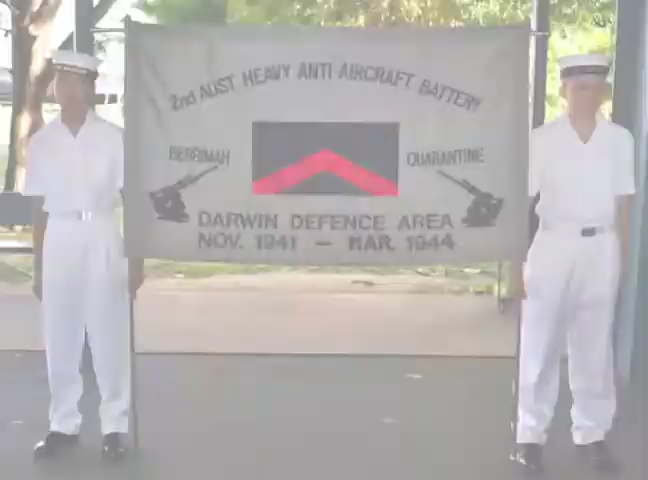 2nd AUST HEAVY ANTI AIRCRAFT BATTERY
BERRIMAH QUARANTINE
DARWIN DEFENCE AREA
NOV. 1941 - MAR. 1944